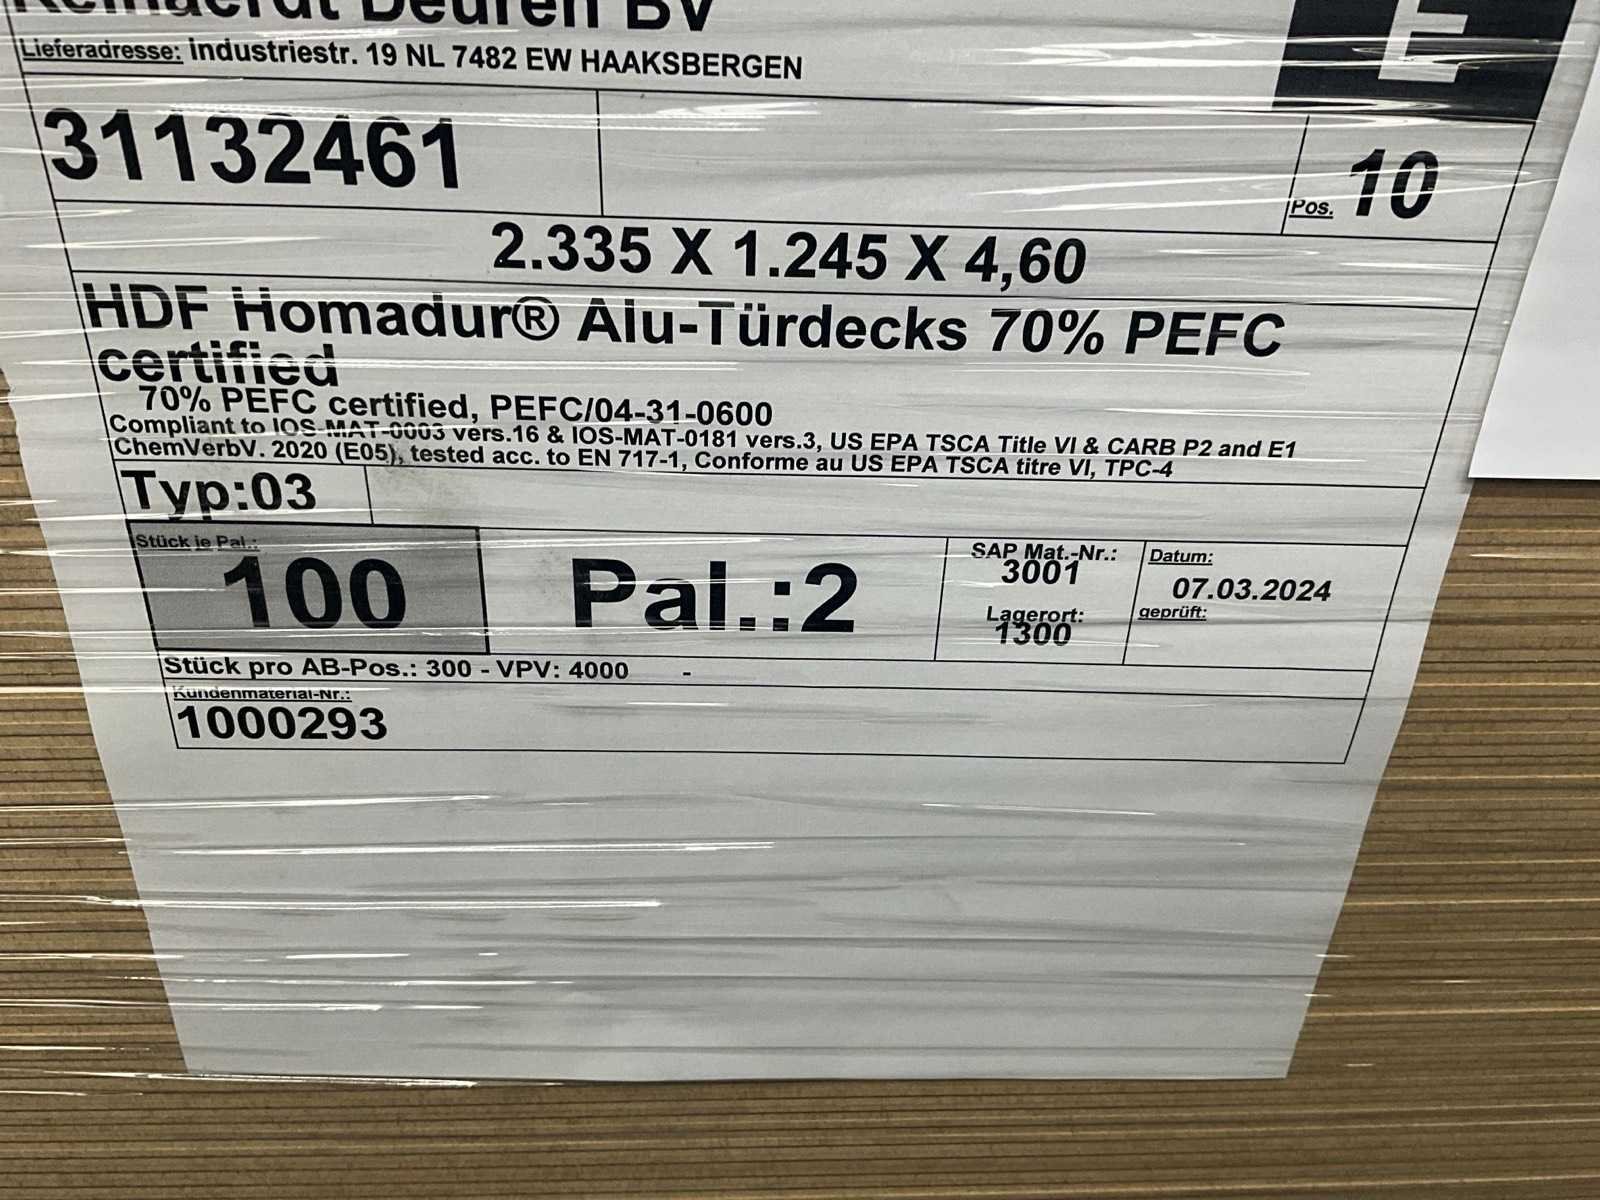 Deuren BV
E
Lieferadresse: industriestr. 19 NL 7482 EW HAAKSBERGEN
31132461
Pos. 10
2.335 X 1.245 X 4,60
HDF Homadur® Alu-Türdecks 70% PEFC
certified
70% PEFC certified, PEFC/04-31-0600
Compliant to IOS-MAT-0003 vers.16 & IOS-MAT-0181 vers.3, US EPA TSCA Title VI & CARB P2 and E1
ChemVerbV. 2020 (E05), tested acc. to EN 717-1, Conforme au US EPA TSCA titre VI, TPC-4
Typ:03
Stück je Pal.:
100
Pal.:2
SAP Mat.-Nr.:
3001
Lagerort:
1300
Datum:
07.03.2024
geprüft:
Stück pro AB-Pos.: 300 - VPV: 4000 -
Kundenmaterial-Nr.:
1000293